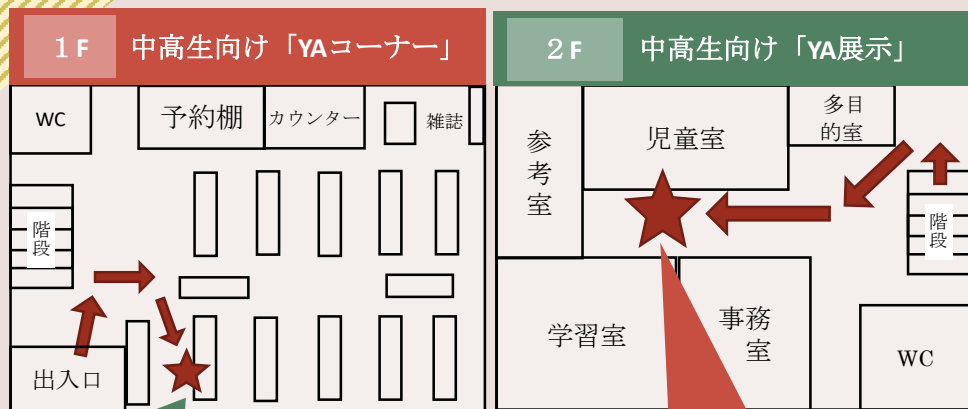 １F 中高生向け「YAコーナー」
WC
予約棚
カウンター
雑誌
階
段
出入口
２F 中高生向け「YA展示」
参
考
室
児童室
多目
的室
階
段
学習室
事務
室
WC